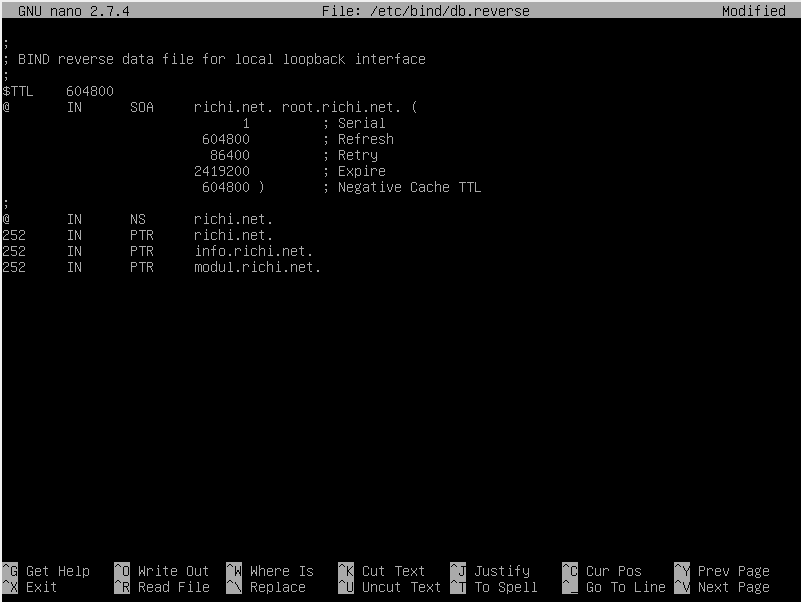 GNU nano 2.7.4 File: /etc/bind/db.reverse Modified
;
; BIND reverse data file for local loopback interface
;
$TTL 604800
@ IN SOA richi.net. root.richi.net. (
1 ; Serial
604800 ; Refresh
86400 ; Retry
2419200 ; Expire
604800 ) ; Negative Cache TTL
;
@ IN NS richi.net.
252 IN PTR richi.net.
252 IN PTR info.richi.net.
252 IN PTR modul.richi.net.
^G Get Help ^O Write Out ^W Where Is ^K Cut Text ^J Justify ^C Cur Pos ^Y Prev Page
^X Exit ^R Read File ^\ Replace ^U Uncut Text ^T To Spell ^_ Go To Line ^V Next Page